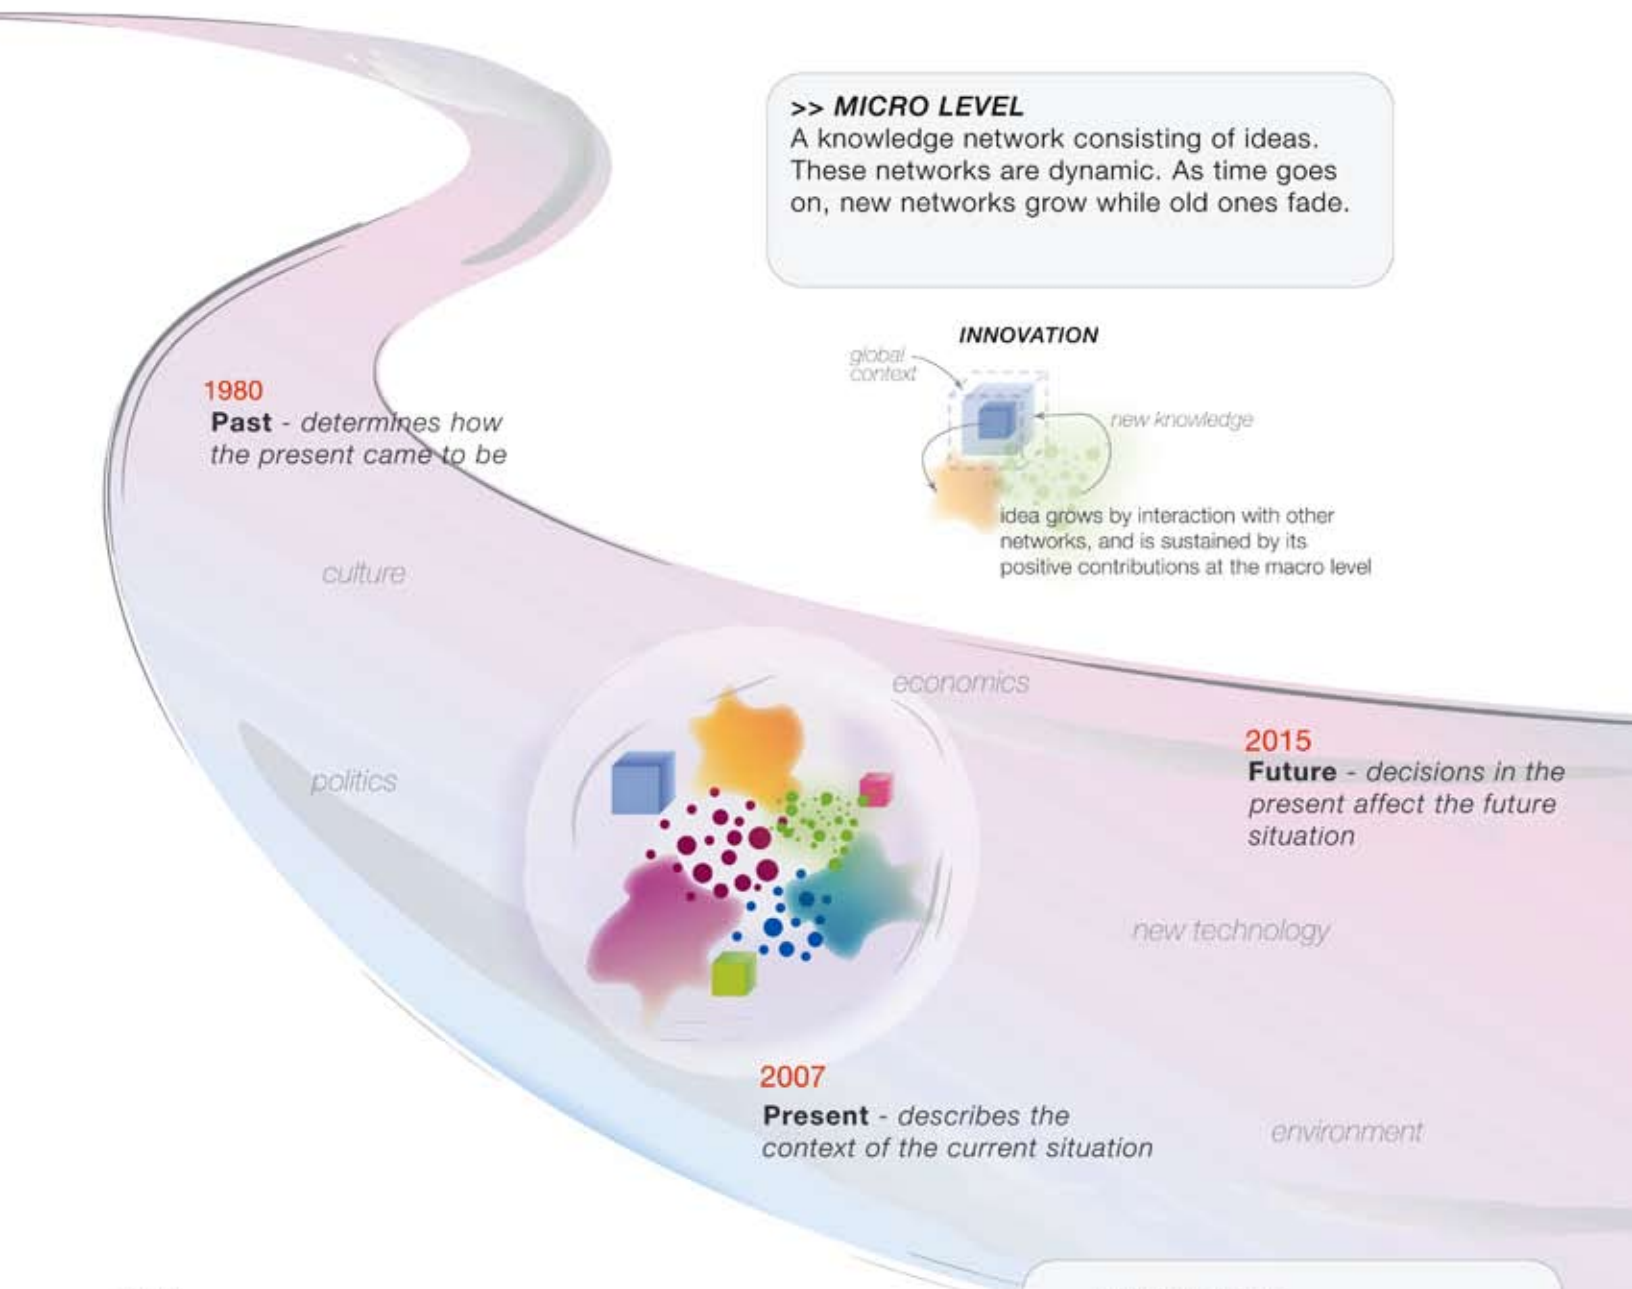 >> MICRO LEVEL
A knowledge network consisting of ideas.
These networks are dynamic. As time goes
on, new networks grow while old ones fade.
INNOVATION
global
context
new knowledge
idea grows by interaction with other
networks, and is sustained by its
positive contributions at the macro level
1980
Past - determines how
the present came to be
culture
economics
politics
2015
Future - decisions in the
present affect the future
situation
new technology
2007
Present - describes the
context of the current situation
environment